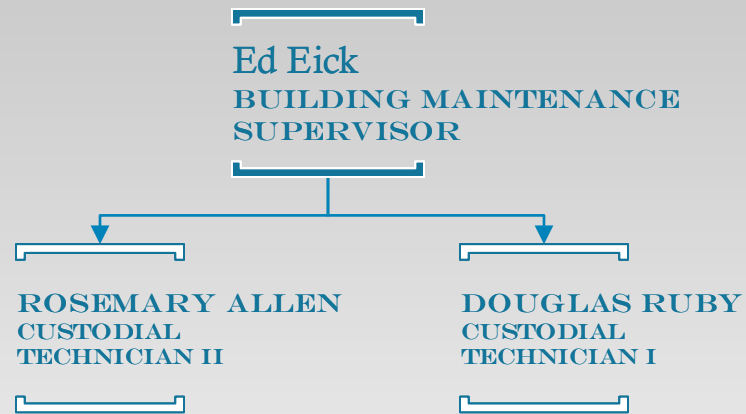 Ed Eick
BUILDING MAINTENANCE
SUPERVISOR
ROSEMARY ALLEN
CUSTODIAL
TECHNICIAN II
DOUGLAS RUBY
CUSTODIAL
TECHNICIAN I